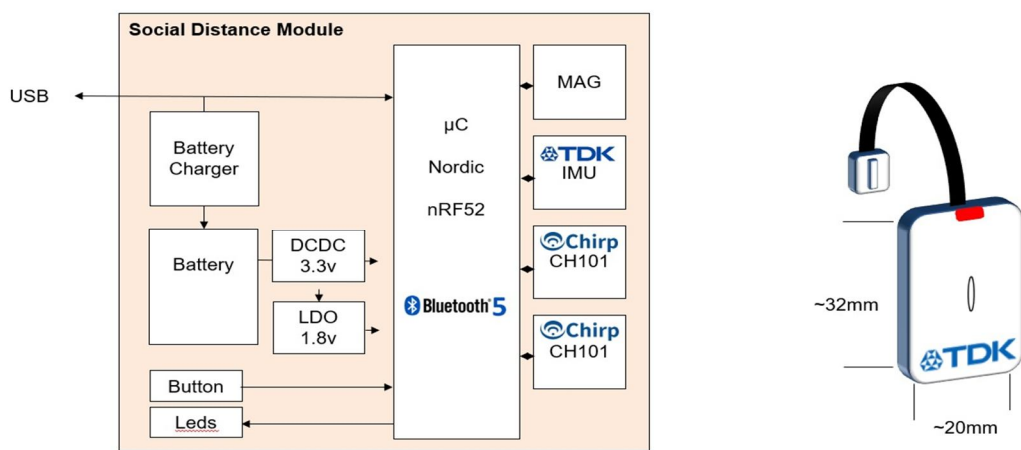 Social Distance Module
USB
Battery
Charger
Battery
DCDC
3.3v
LDO
1.8v
Button
Leds
µC
Nordic
nRF52
Bluetooth® 5
MAG
TDK
IMU
Chirp
CH101
Chirp
CH101
~32mm
TDK
~20mm